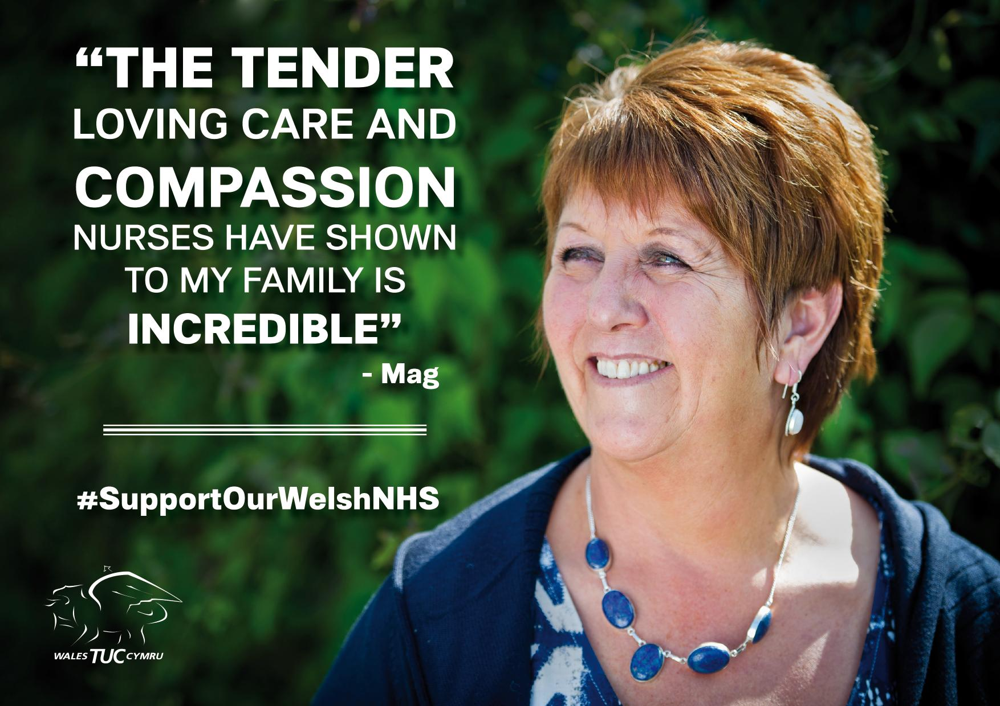 “THE TENDER
LOVING CARE AND
COMPASSION
NURSES HAVE SHOWN
TO MY FAMILY IS
INCREDIBLE”
- Mag
#SupportOurWelshNHS
WALES TUC CYMRU